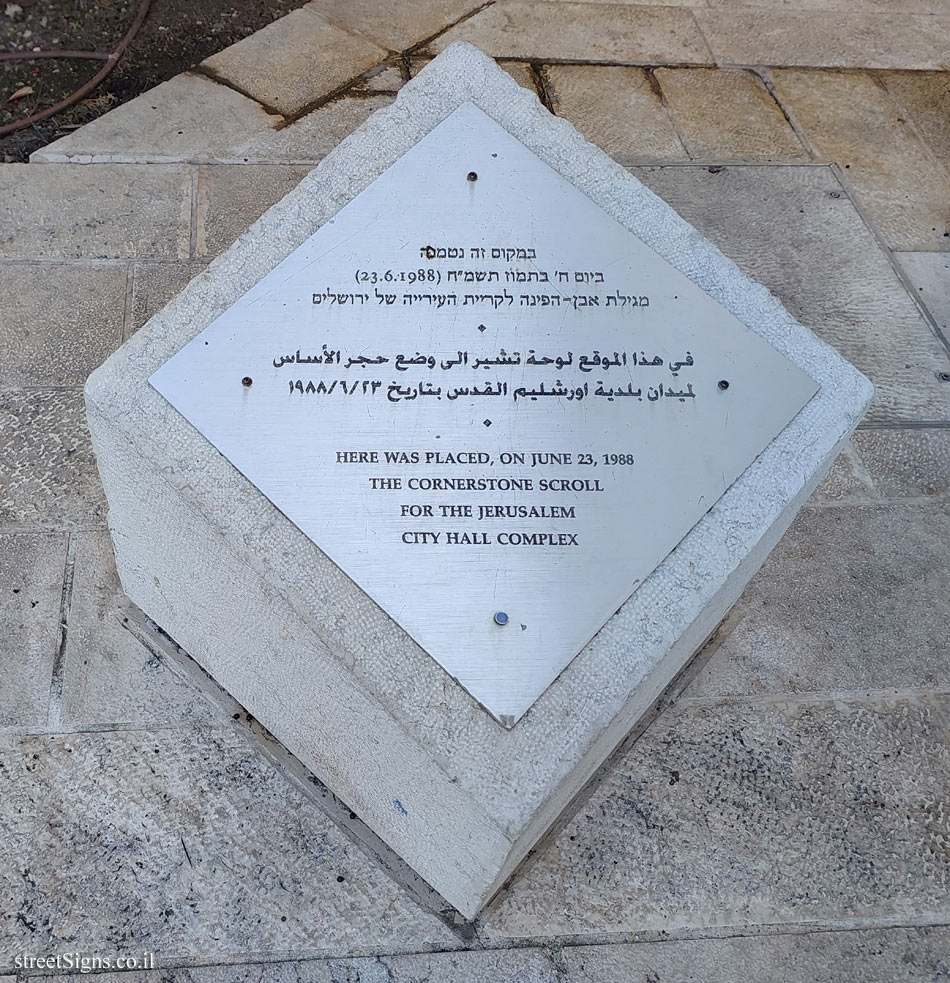 במקום זה נטמנה
ביום ח' בתמוז תשמ"ח (23.6.1988)
מגילת אבן-הפינה לקריית העירייה של ירושלים
في هذا الموقع لوحة تشير الى وضع حجر الأساس
لميدان بلدية اورشليم القدس بتاريخ ١٩٨٨/٦/٢٣
HERE WAS PLACED, ON JUNE 23, 1988
THE CORNERSTONE SCROLL
FOR THE JERUSALEM
CITY HALL COMPLEX
streetSigns.co.il